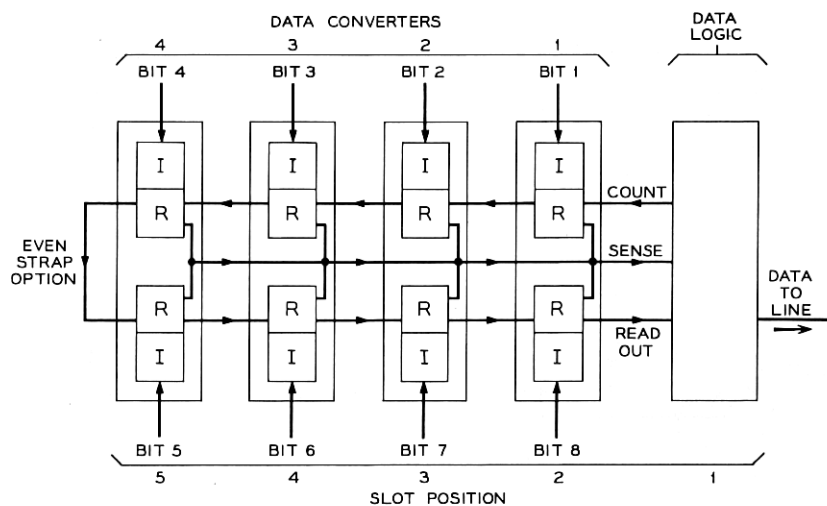 DATA CONVERTERS
DATA
LOGIC
4 3 2 1
BIT 4 BIT 3 BIT 2 BIT 1
I I I I
R R R R
COUNT
EVEN
STRAP
OPTION
SENSE
DATA
TO
LINE
R R R R
READ
OUT
I I I I
BIT 5 BIT 6 BIT 7 BIT 8
5 4 3 2 1
SLOT POSITION